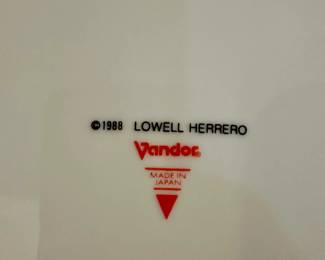 ©1988 LOWELL HERRERO
Vandor
MADE IN
JAPAN